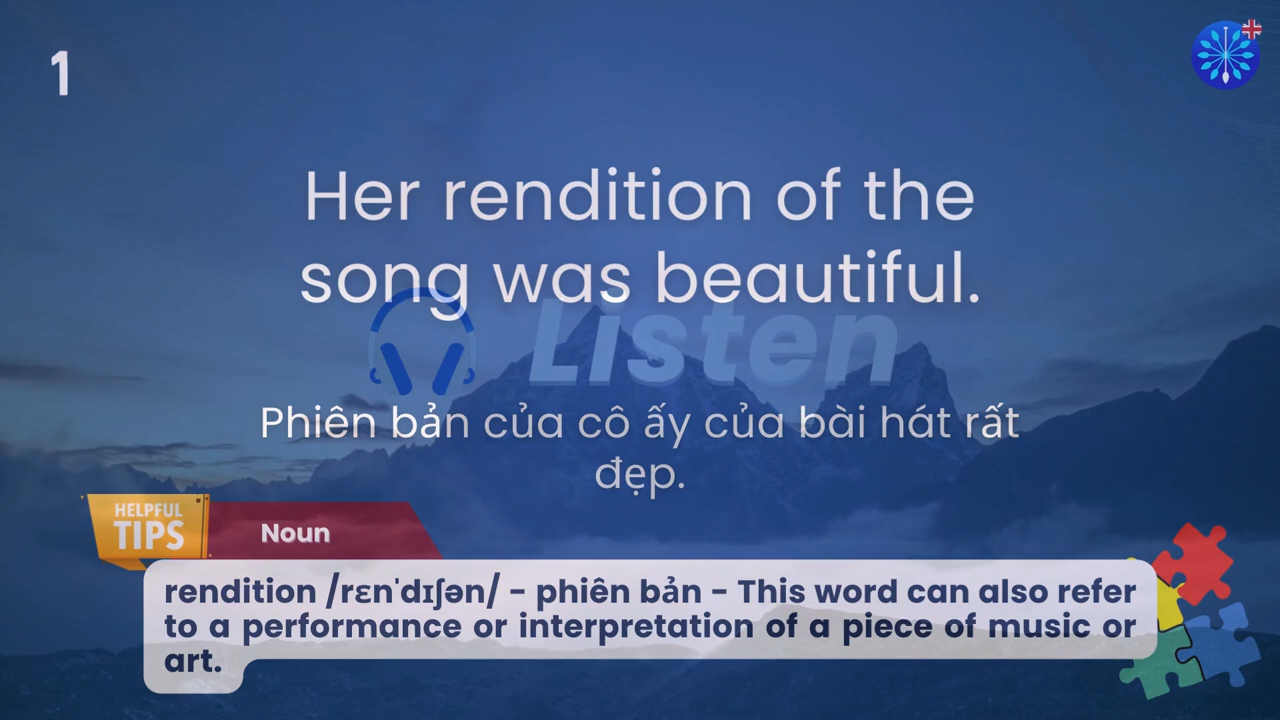 1
Her rendition of the
song was beautiful.
Listen
Phiên bản của cô ấy của bài hát rất
đẹp.
HELPFUL
TIPS
Noun
rendition /rɛnˈdɪʃən/ - phiên bản - This word can also refer
to a performance or interpretation of a piece of music or
art.